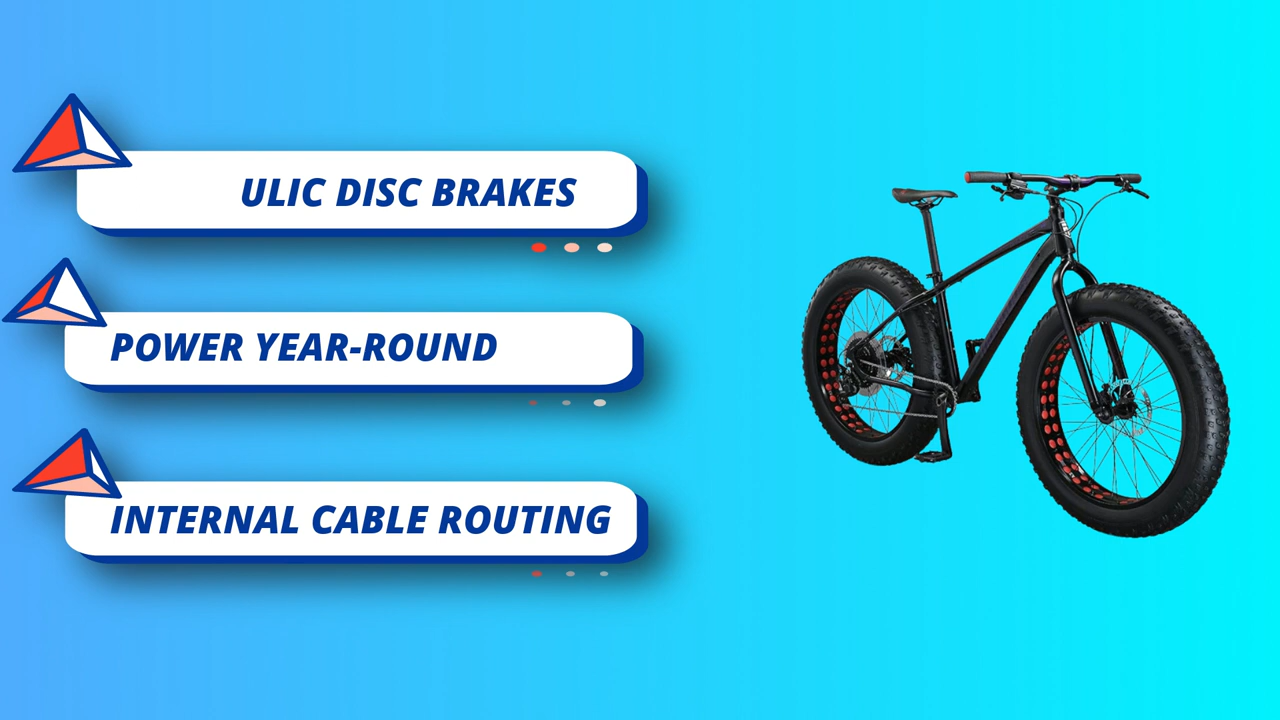 ULIC DISC BRAKES
POWER YEAR-ROUND
INTERNAL CABLE ROUTING